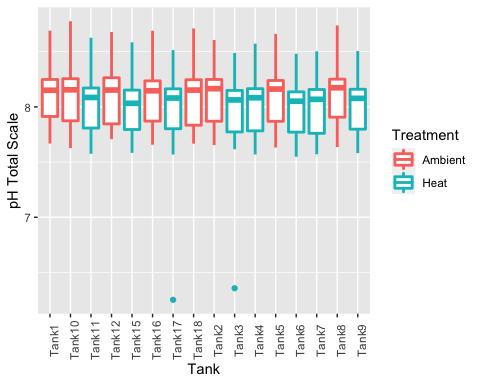 pH Total Scale
8
7
Tank1
Tank10
Tank11
Tank12
Tank15
Tank16
Tank17
Tank18
Tank2
Tank3
Tank4
Tank5
Tank6
Tank7
Tank8
Tank9
Tank
Treatment
Ambient
Heat